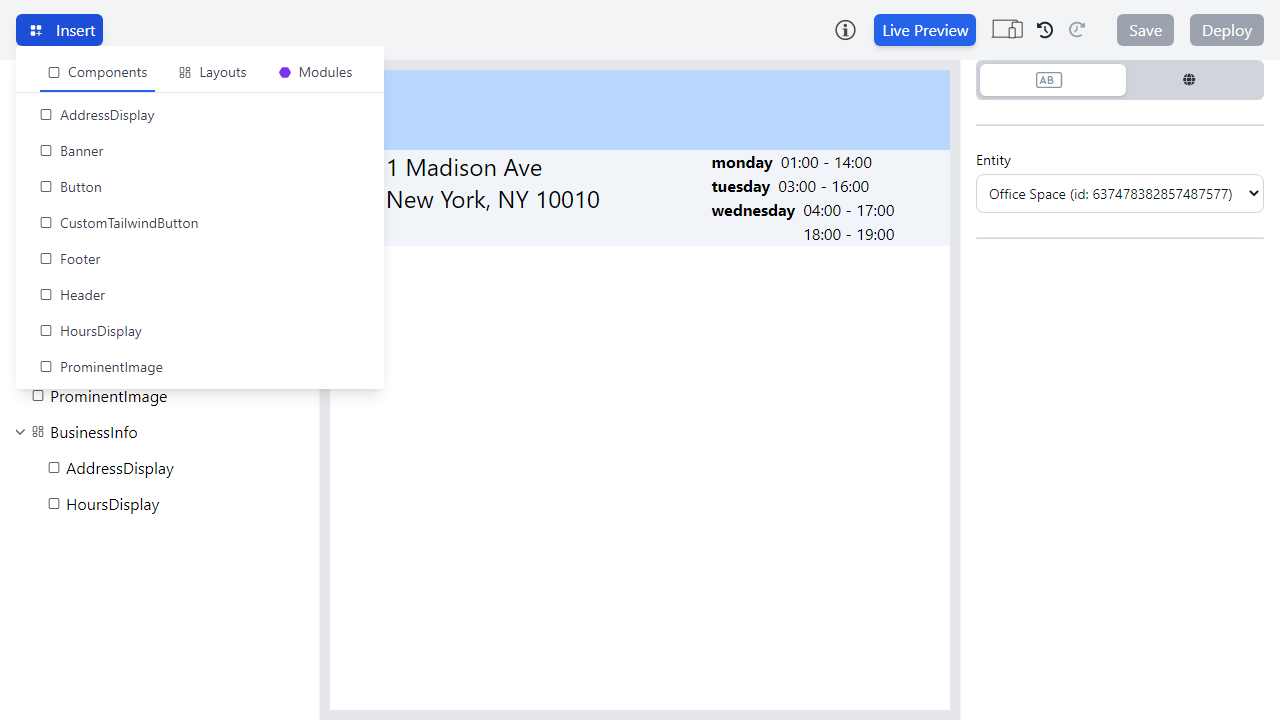 Insert
Live Preview
Save
Deploy
Components
Layouts
Modules
AddressDisplay
Banner
Button
CustomTailwindButton
Footer
Header
HoursDisplay
ProminentImage
ProminentImage
BusinessInfo
AddressDisplay
HoursDisplay
1 Madison Ave
New York, NY 10010
monday 01:00 - 14:00
tuesday 03:00 - 16:00
wednesday 04:00 - 17:00
18:00 - 19:00
AB
Entity
Office Space (id: 637478382857487577)